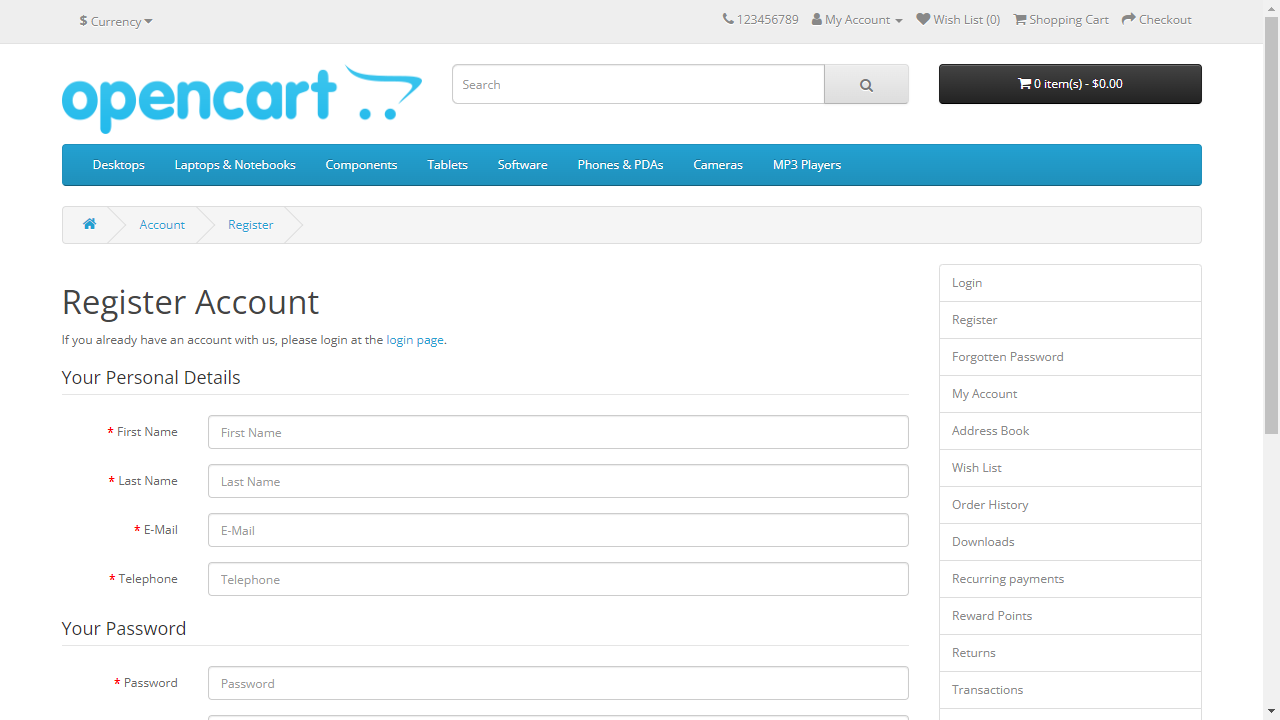 $ Currency
123456789
My Account
Wish List (0)
Shopping Cart
Checkout
opencart
Search
0 item(s) - $0.00
Desktops
Laptops & Notebooks
Components
Tablets
Software
Phones & PDAs
Cameras
MP3 Players
Account
Register
Register Account
If you already have an account with us, please login at the login page.
Your Personal Details
* First Name
First Name
* Last Name
Last Name
* E-Mail
E-Mail
* Telephone
Telephone
Your Password
* Password
Password
Login
Register
Forgotten Password
My Account
Address Book
Wish List
Order History
Downloads
Recurring payments
Reward Points
Returns
Transactions